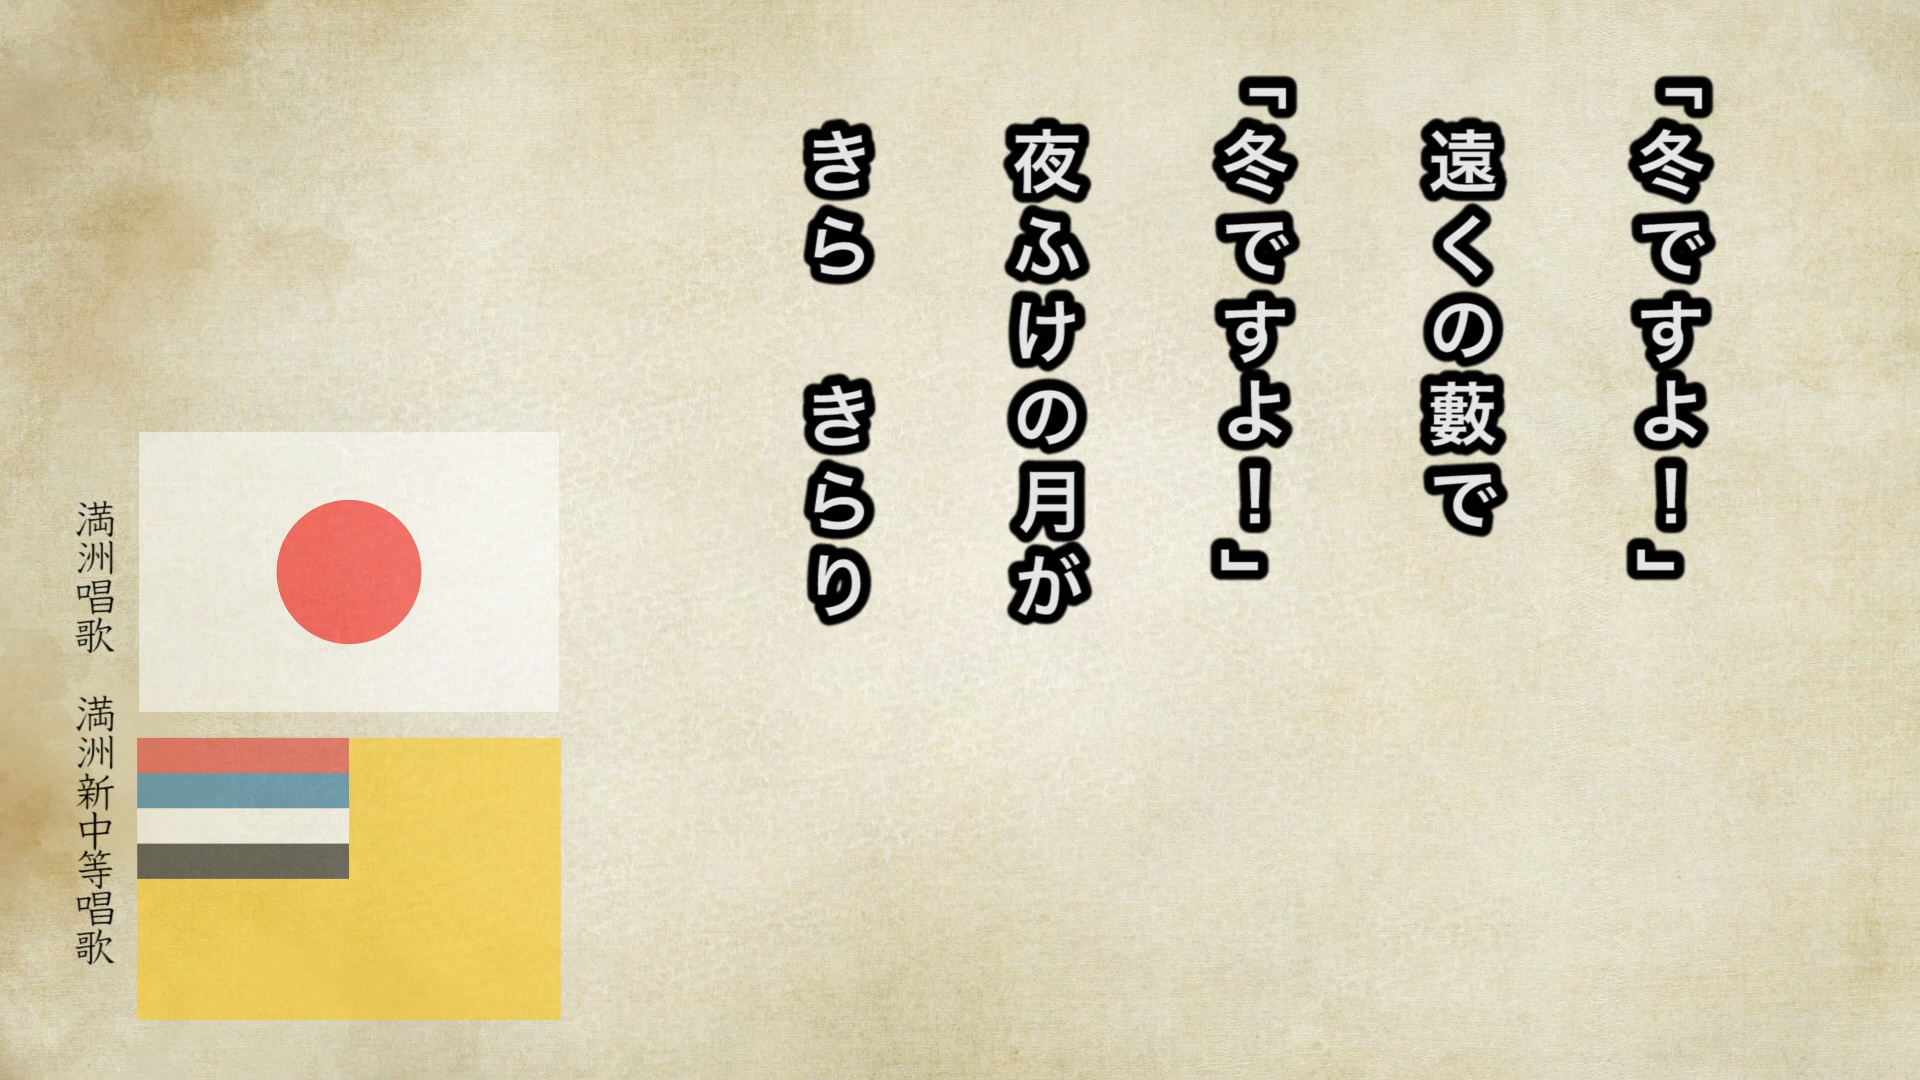 『冬ですよ！』
遠くの藪で
『冬ですよ！』
夜ふけの月が
きら　きらり
満洲唱歌　満洲新中等唱歌